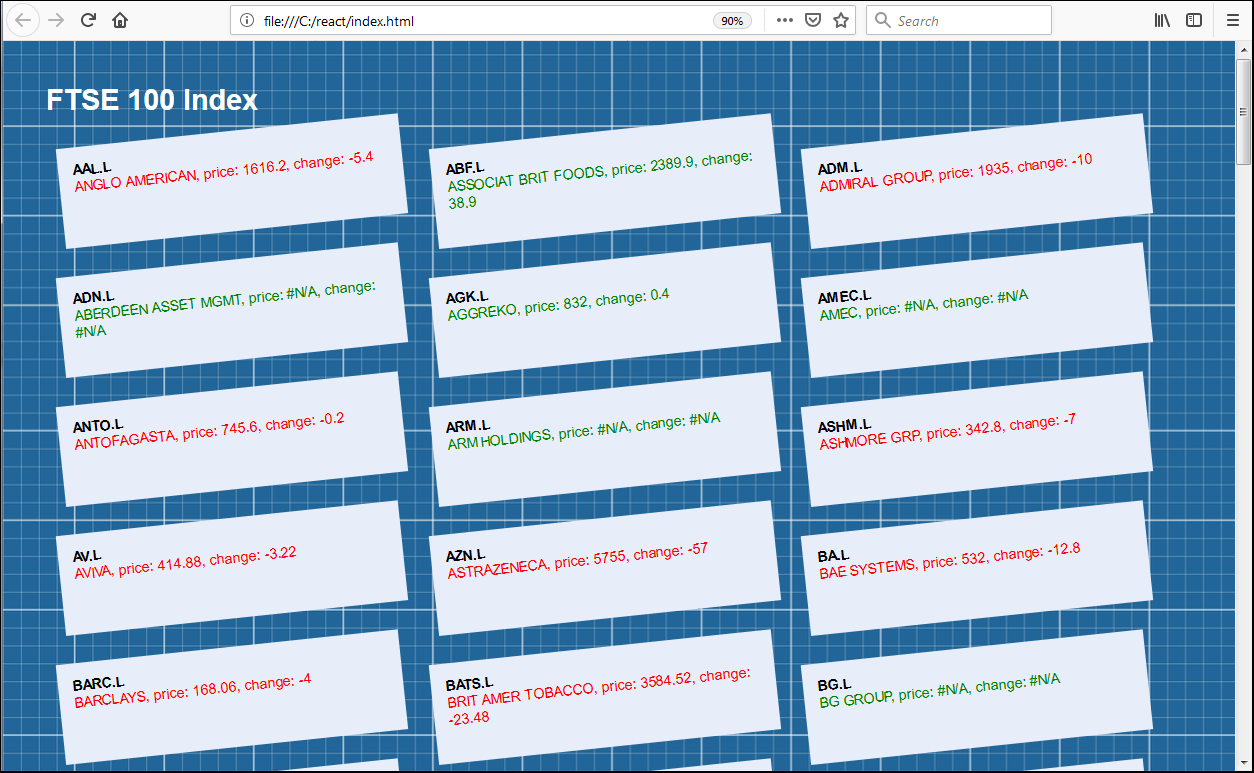 file:///C:/react/index.html
90%
Search
FTSE 100 Index
AAL.L
ANGLO AMERICAN, price: 1616.2, change: -5.4
ABF.L
ASSOCIAT BRIT FOODS, price: 2389.9, change:
38.9
ADM.L
ADMIRAL GROUP, price: 1935, change: -10
ADN.L
ABERDEEN ASSET MGMT, price: #N/A, change:
#N/A
AGK.L
AGGREKO, price: 832, change: 0.4
AMEC.L
AMEC, price: #N/A, change: #N/A
ANTO.L
ANTOFAGASTA, price: 745.6, change: -0.2
ARM.L
ARM HOLDINGS, price: #N/A, change: #N/A
ASHM.L
ASHMORE GRP, price: 342.8, change: -7
AV.L
AVIVA, price: 414.88, change: -3.22
AZN.L
ASTRAZENECA, price: 5755, change: -57
BA.L
BAE SYSTEMS, price: 532, change: -12.8
BARC.L
BARCLAYS, price: 168.06, change: -4
BATS.L
BRIT AMER TOBACCO, price: 3584.52, change:
-23.48
BG.L
BG GROUP, price: #N/A, change: #N/A